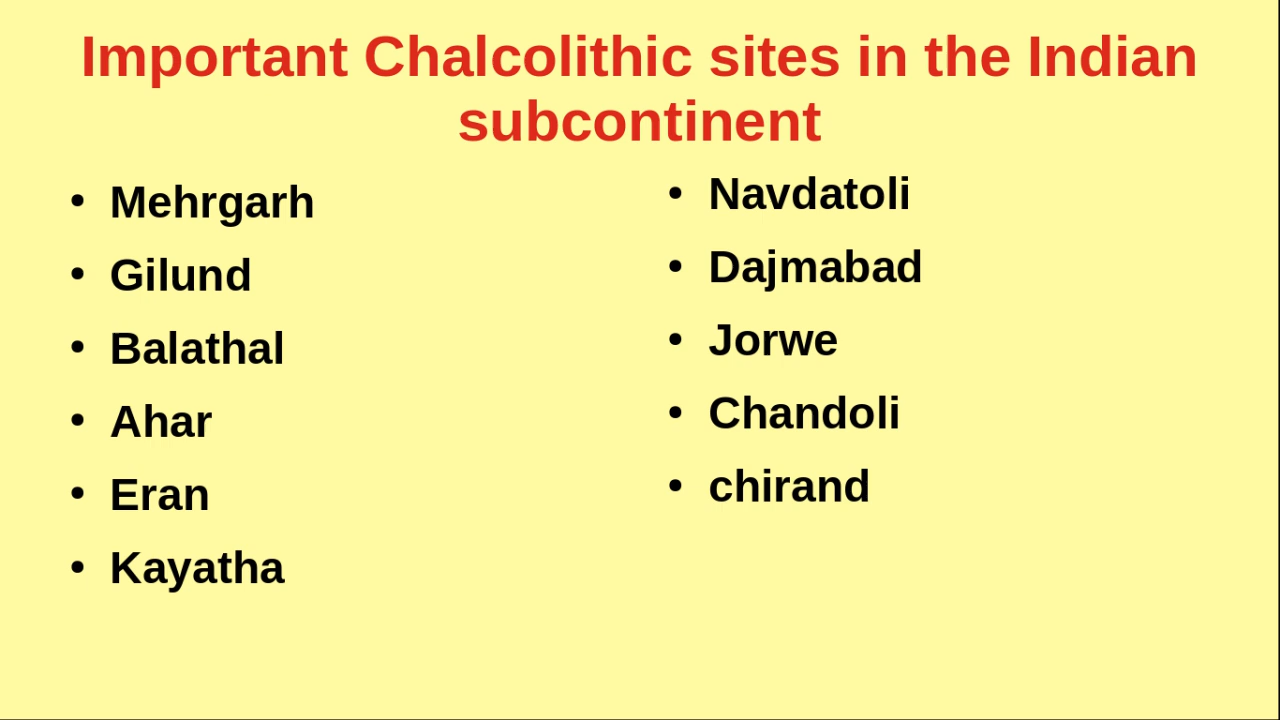 Important Chalcolithic sites in the Indian
subcontinent
• Mehrgarh
• Gilund
• Balathal
• Ahar
• Eran
• Kayatha
• Navdatoli
• Dajmabad
• Jorwe
• Chandoli
• chirand